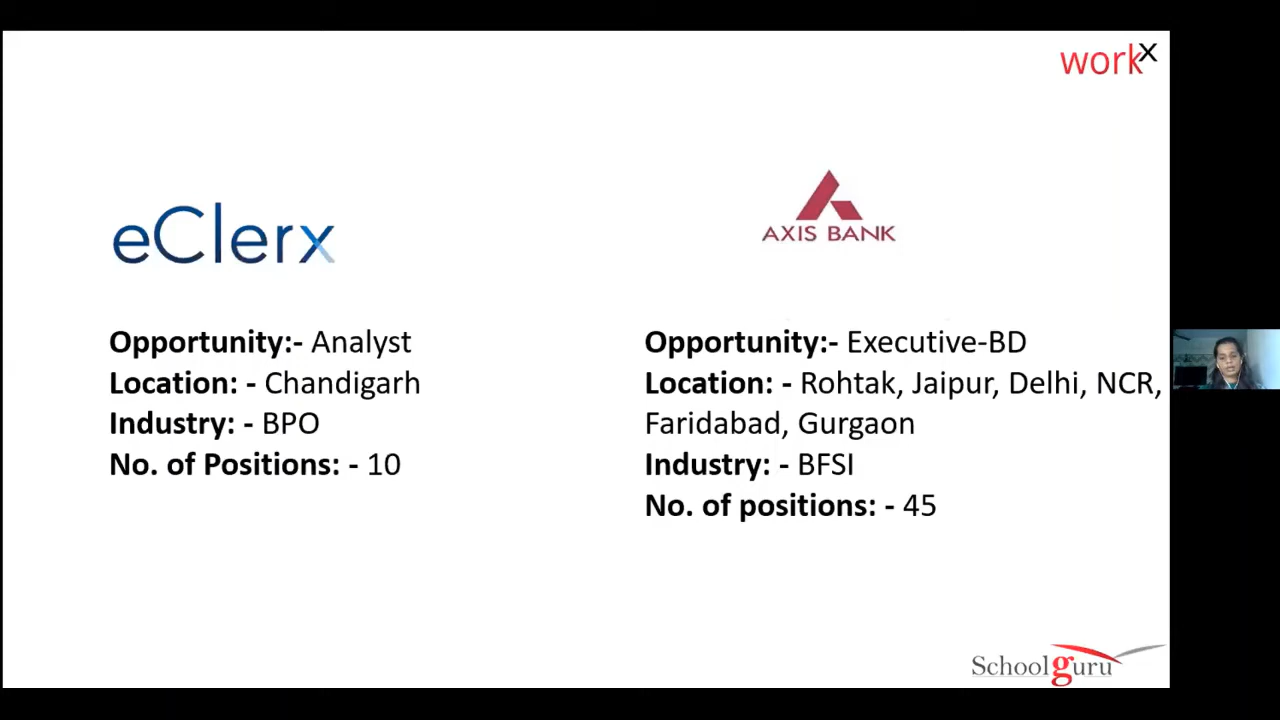 workx
eClerx
Opportunity:- Analyst
Location: - Chandigarh
Industry: - BPO
No. of Positions: - 10
AXIS BANK
Opportunity:- Executive-BD
Location: - Rohtak, Jaipur, Delhi, NCR,
Faridabad, Gurgaon
Industry: - BFSI
No. of positions: - 45
Schoolguru